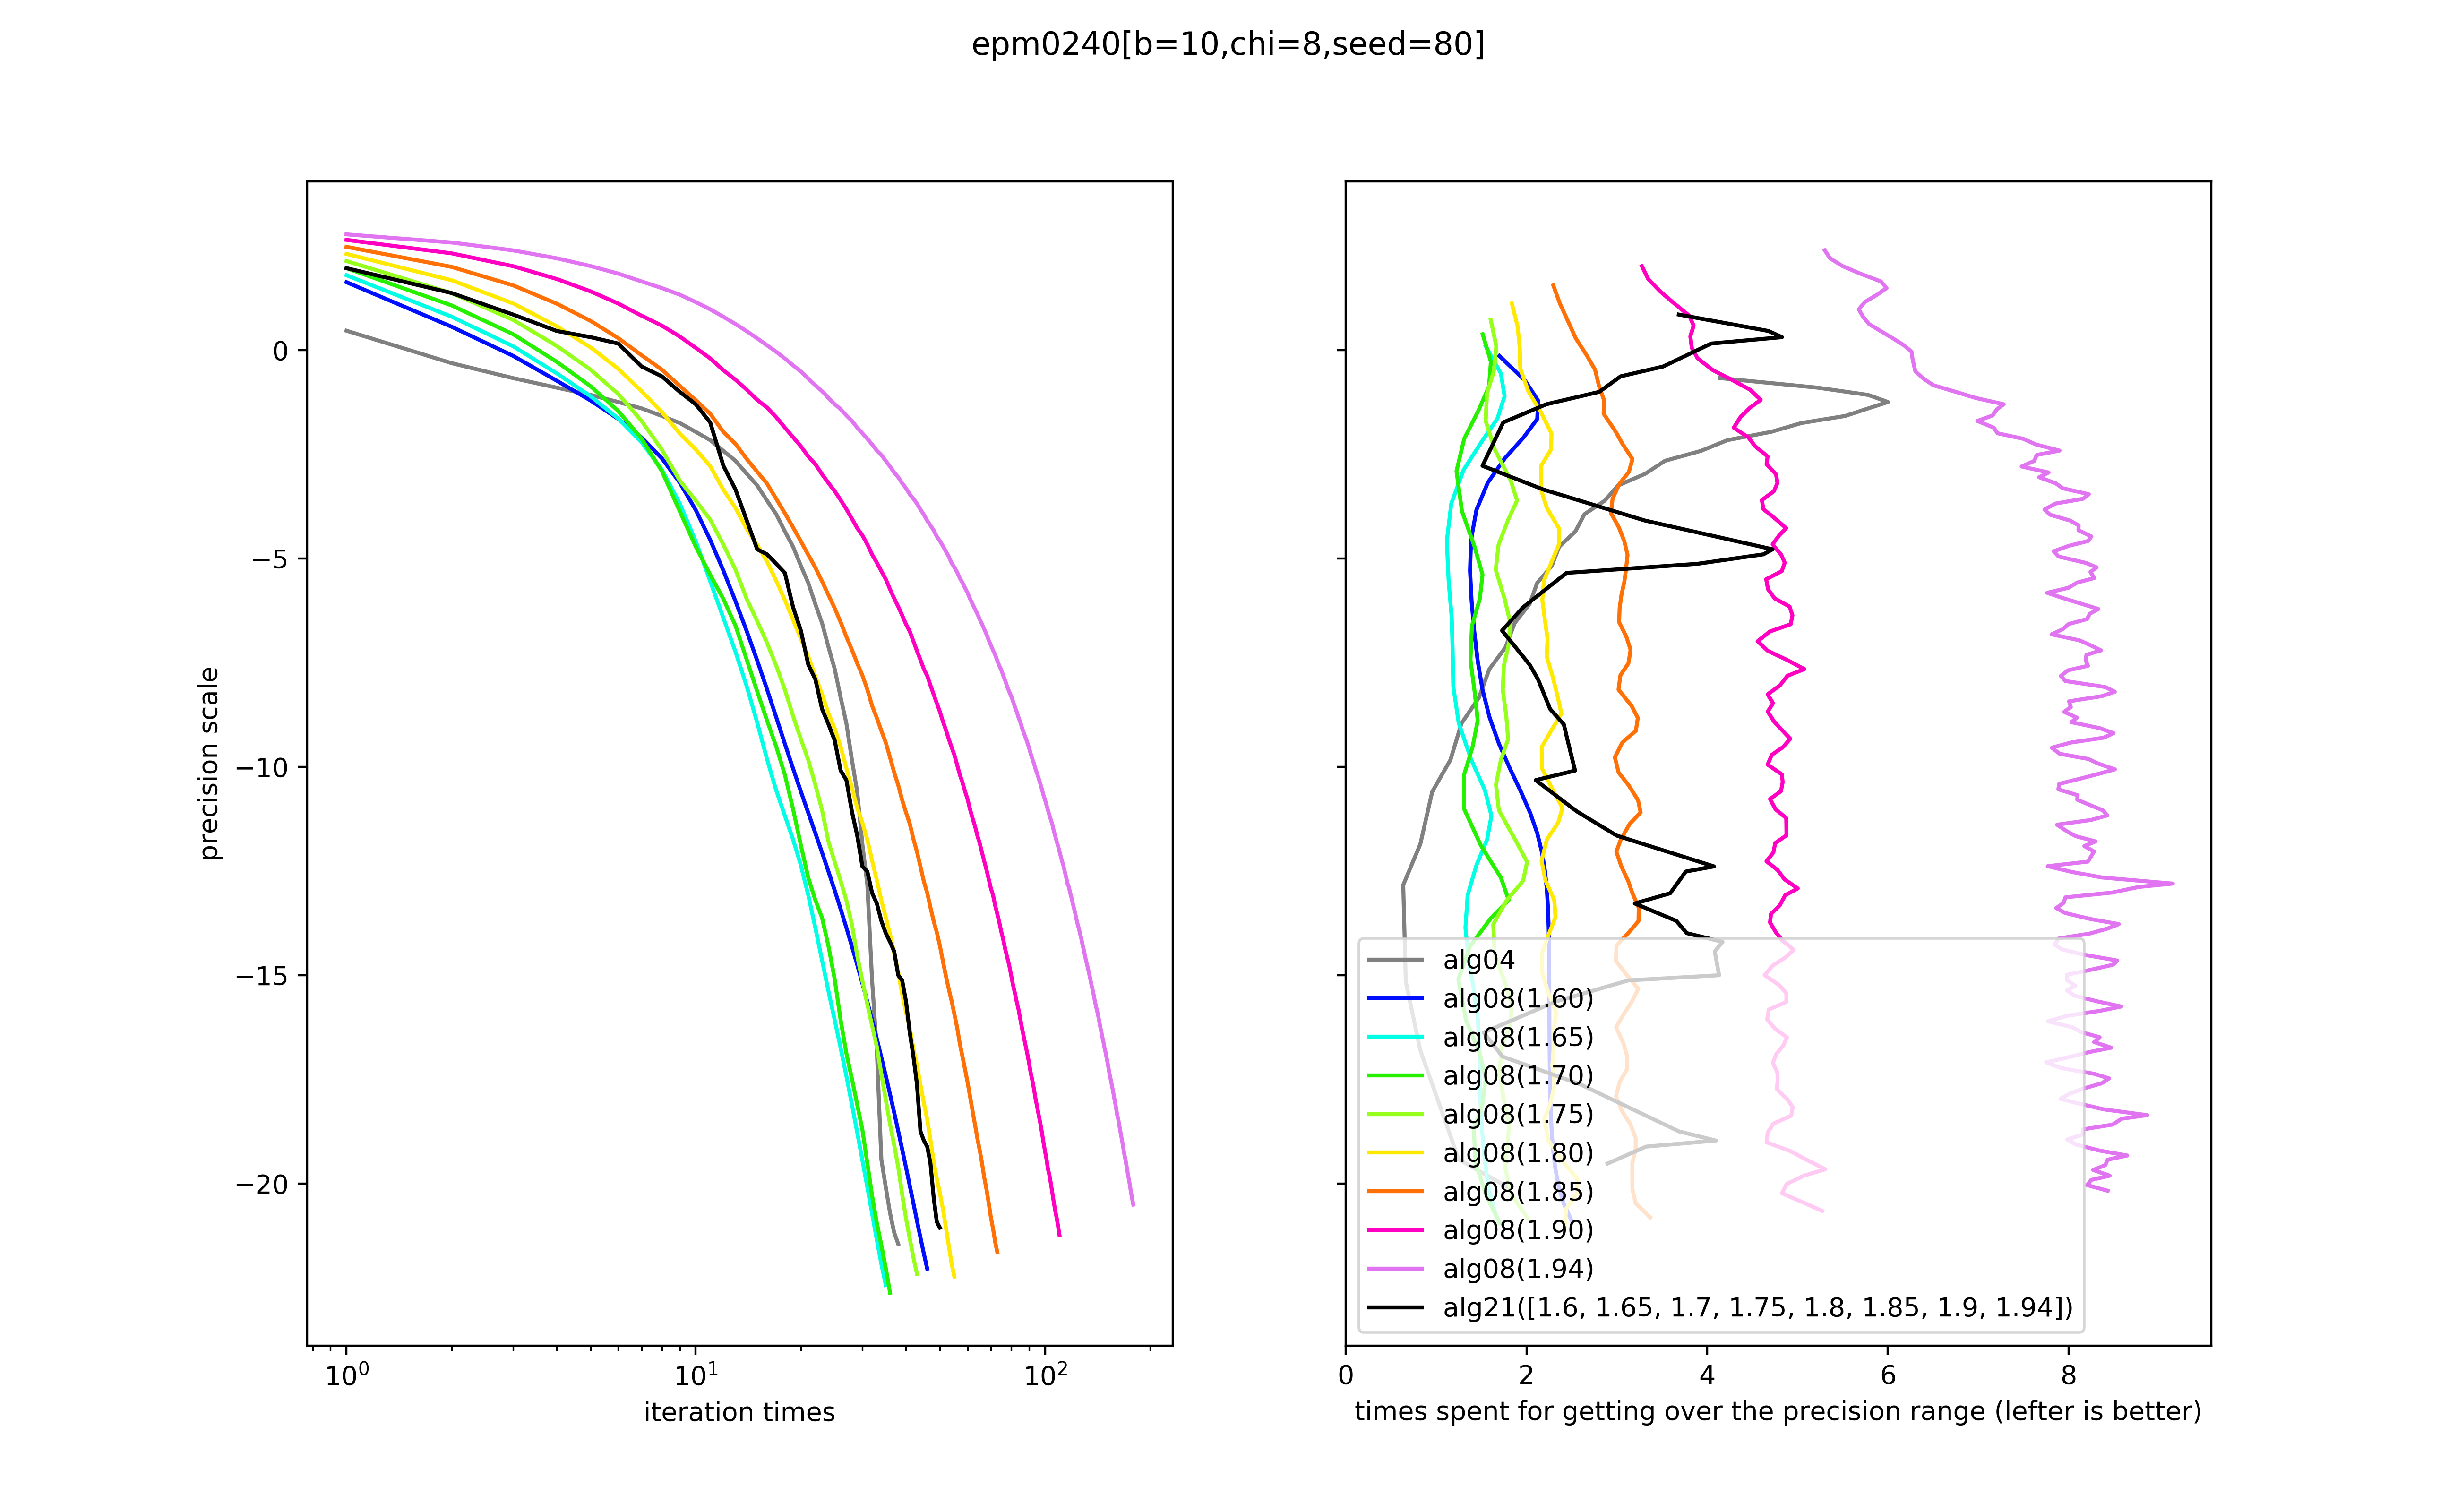 epm0240[b=10,chi=8,seed=80]
precision scale
0
−5
−10
−15
−20
10⁰ 10¹ 10²
iteration times
alg04
alg08(1.60)
alg08(1.65)
alg08(1.70)
alg08(1.75)
alg08(1.80)
alg08(1.85)
alg08(1.90)
alg08(1.94)
alg21([1.6, 1.65, 1.7, 1.75, 1.8, 1.85, 1.9, 1.94])
0 2 4 6 8
times spent for getting over the precision range (lefter is better)